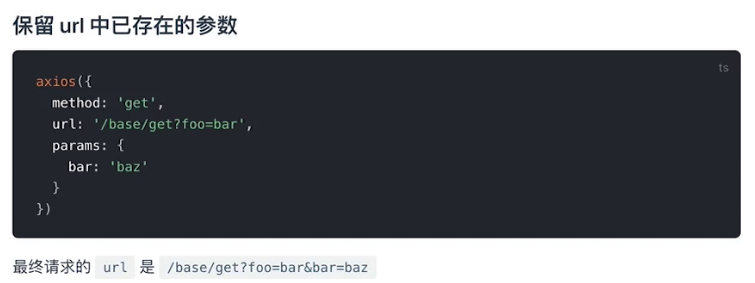 保留 url 中已存在的参数
ts
axios({
  method: 'get',
  url: '/base/get?foo=bar',
  params: {
    bar: 'baz'
  }
})
最终请求的 url 是 /base/get?foo=bar&bar=baz